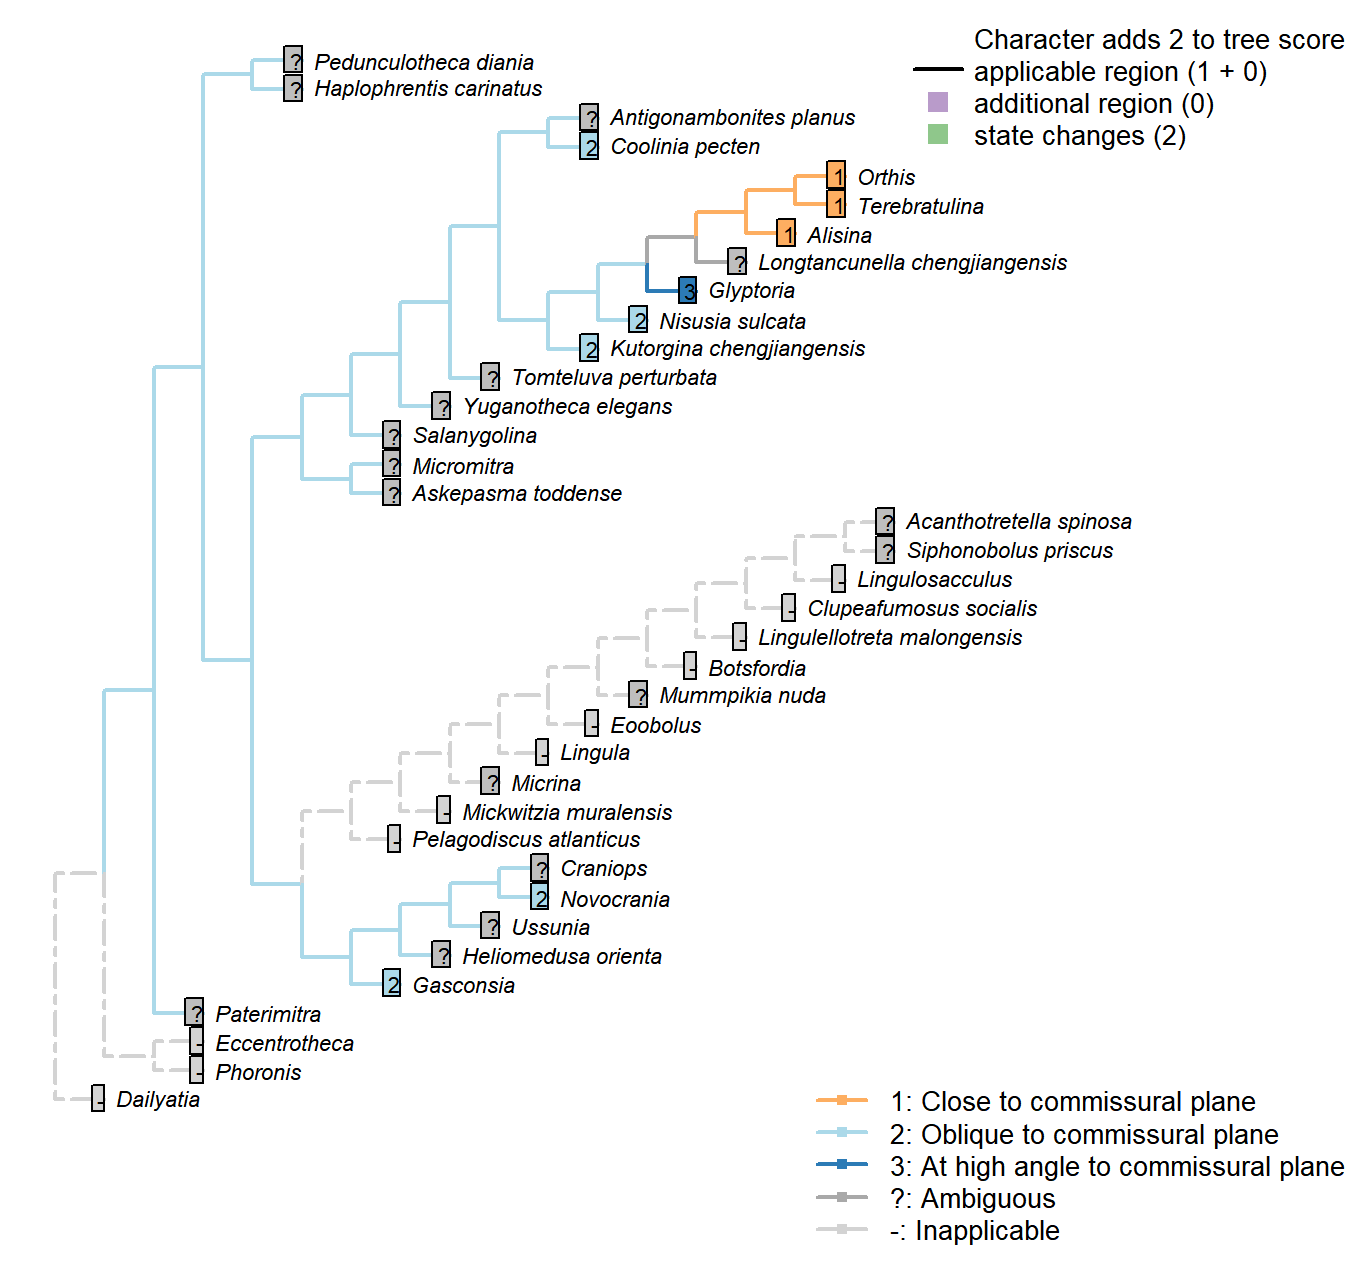 Character adds 2 to tree score
applicable region (1 + 0)
additional region (0)
state changes (2)
? Pedunculotheca diania
? Haplophrentis carinatus
? Antigonambonites planus
2 Coolinia pecten
1 Orthis
1 Terebratulina
1 Alisina
? Longtancunella chengjiangensis
3 Glyptoria
2 Nisusia sulcata
2 Kutorgina chengjiangensis
? Tomteluva perturbata
? Yuganotheca elegans
? Salanygolina
? Micromitra
? Askepasma toddense
? Acanthotretella spinosa
? Siphonobolus priscus
- Lingulosacculus
- Clupeafumosus socialis
- Lingulellotreta malongensis
- Botsfordia
? Mummpikia nuda
- Eoobolus
- Lingula
? Micrina
- Mickwitzia muralensis
- Pelagodiscus atlanticus
? Craniops
2 Novocrania
? Ussunia
? Heliomedusa orienta
2 Gasconsia
? Paterimitra
- Eccentrotheca
- Phoronis
- Dailyatia
1: Close to commissural plane
2: Oblique to commissural plane
3: At high angle to commissural plane
?: Ambiguous
-: Inapplicable